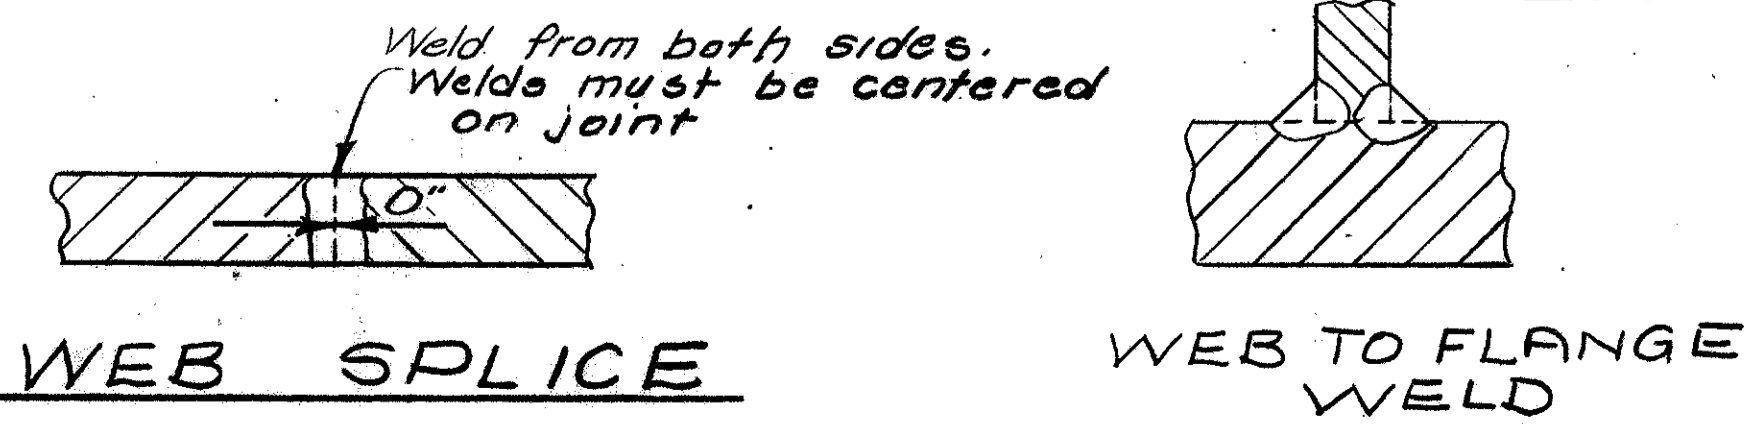 Weld from both sides.
Welds must be centered
on joint
0"
WEB SPLICE
WEB TO FLANGE
WELD